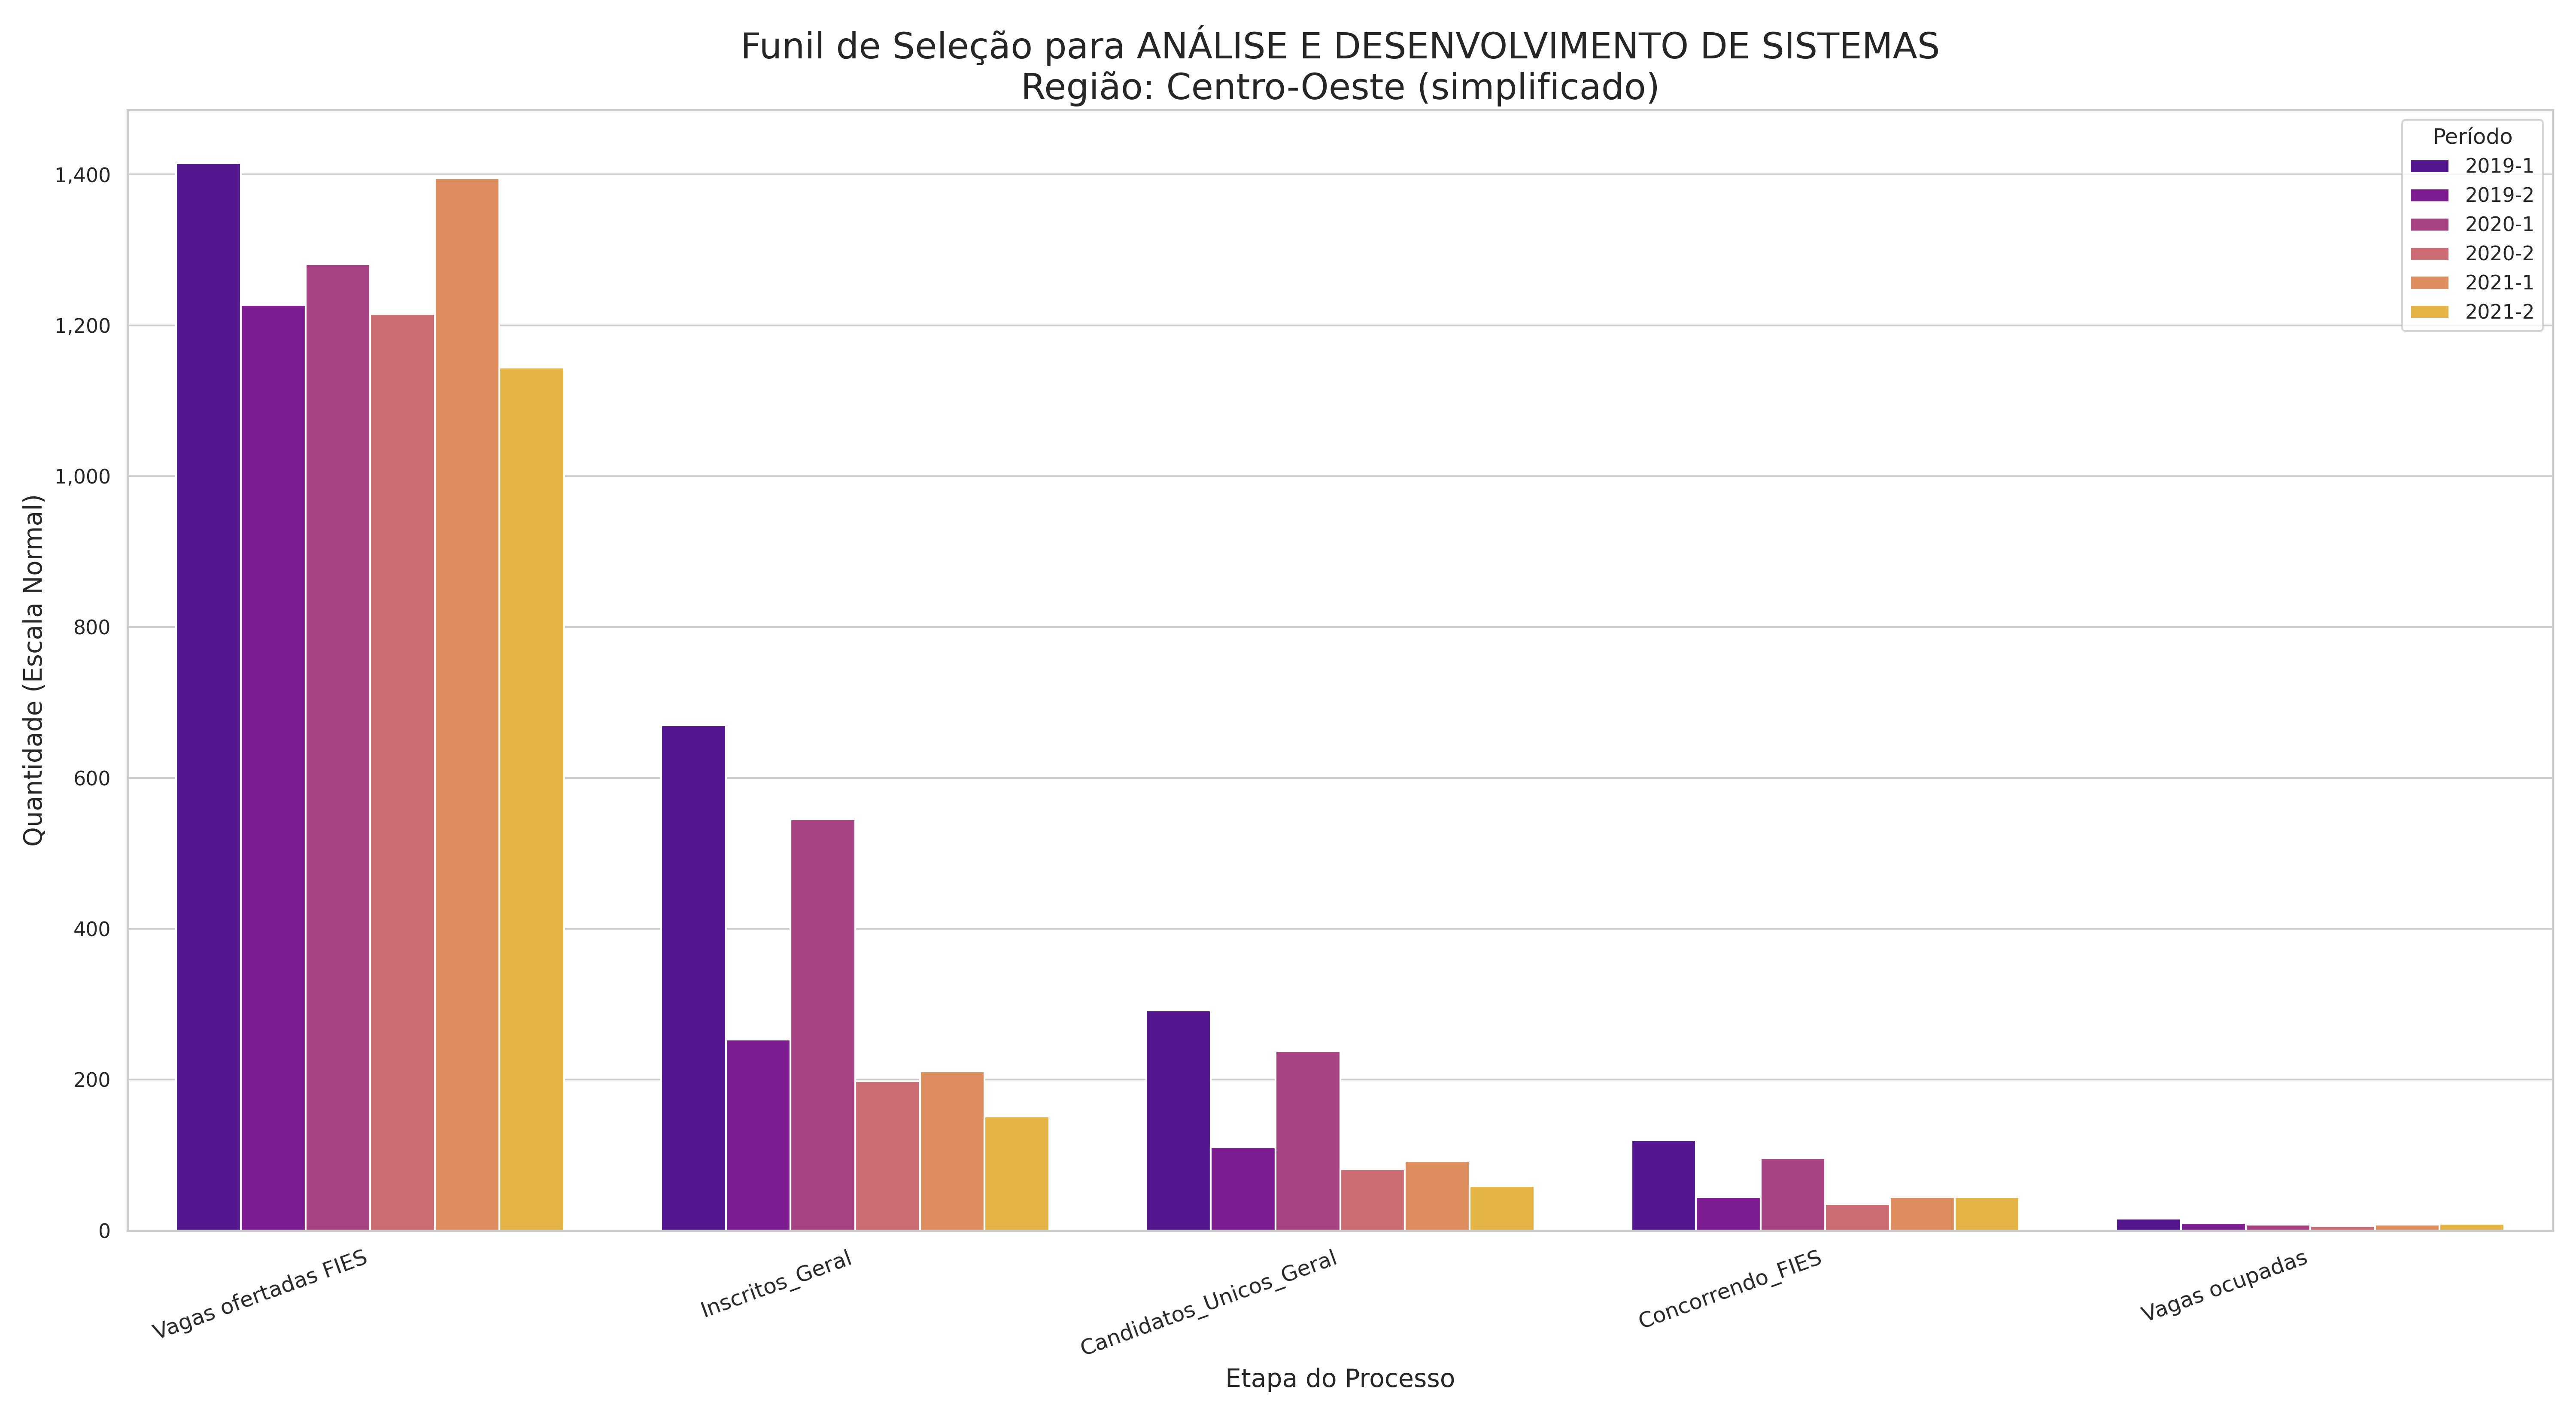 Funil de Seleção para ANÁLISE E DESENVOLVIMENTO DE SISTEMAS
Região: Centro-Oeste (simplificado)
Quantidade (Escala Normal)
1,400
1,200
1,000
800
600
400
200
0
Período
2019-1
2019-2
2020-1
2020-2
2021-1
2021-2
Vagas ofertadas FIES
Inscritos_Geral
Candidatos_Unicos_Geral
Concorrendo_FIES
Vagas ocupadas
Etapa do Processo